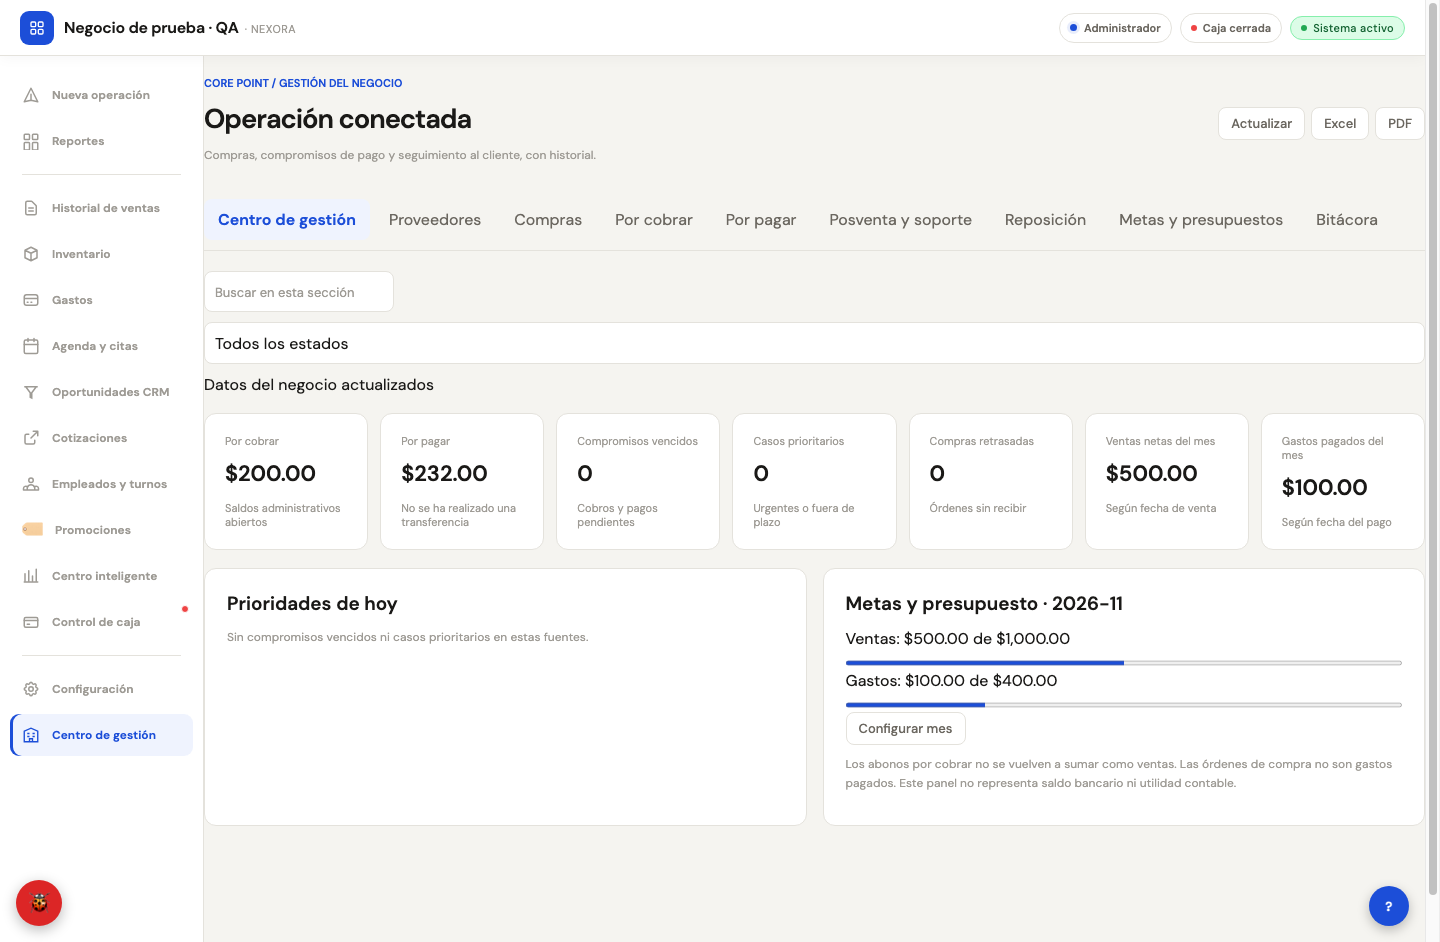 Negocio de prueba · QA · NEXORA
Administrador
Caja cerrada
Sistema activo
Nueva operación
Reportes
Historial de ventas
Inventario
Gastos
Agenda y citas
Oportunidades CRM
Cotizaciones
Empleados y turnos
Promociones
Centro inteligente
Control de caja
Configuración
Centro de gestión
CORE POINT / GESTIÓN DEL NEGOCIO
Operación conectada
Compras, compromisos de pago y seguimiento al cliente, con historial.
Actualizar
Excel
PDF
Centro de gestión
Proveedores
Compras
Por cobrar
Por pagar
Posventa y soporte
Reposición
Metas y presupuestos
Bitácora
Buscar en esta sección
Todos los estados
Datos del negocio actualizados
Por cobrar
$200.00
Saldos administrativos
abiertos
Por pagar
$232.00
No se ha realizado una
transferencia
Compromisos vencidos
0
Cobros y pagos
pendientes
Casos prioritarios
0
Urgentes o fuera de
plazo
Compras retrasadas
0
Órdenes sin recibir
Ventas netas del mes
$500.00
Según fecha de venta
Gastos pagados del
mes
$100.00
Según fecha del pago
Prioridades de hoy
Sin compromisos vencidos ni casos prioritarios en estas fuentes.
Metas y presupuesto · 2026-11
Ventas: $500.00 de $1,000.00
Gastos: $100.00 de $400.00
Configurar mes
Los abonos por cobrar no se vuelven a sumar como ventas. Las órdenes de compra no son gastos
pagados. Este panel no representa saldo bancario ni utilidad contable.
?